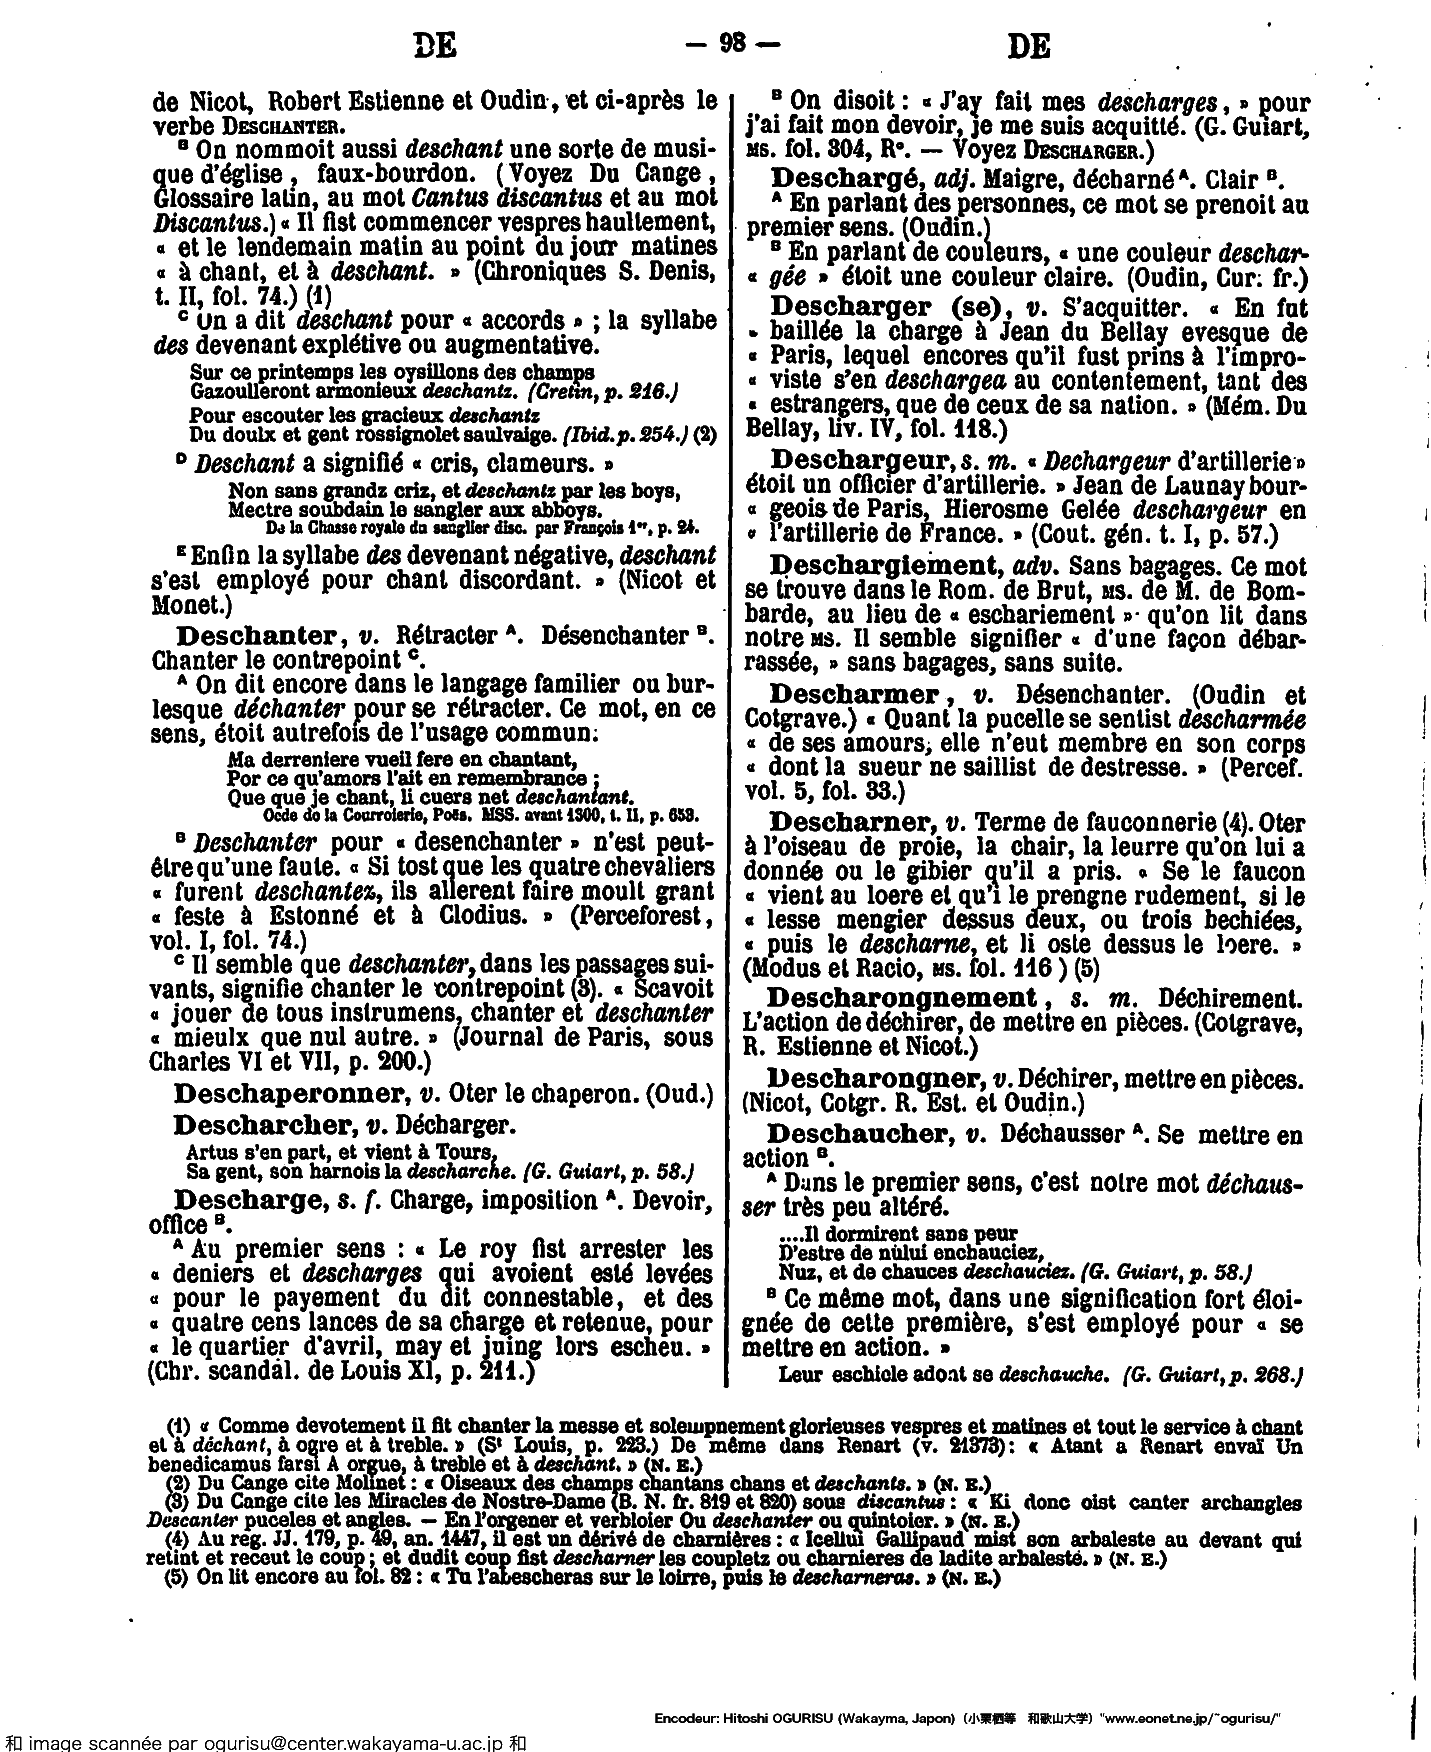 DE — 98 — DE
de Nicot, Robert Estienne et Oudin, et ci-après le
verbe DESCHANTER.
B On nommoit aussi deschant une sorte de musi-
que d'église, faux-bourdon. (Voyez Du Cange,
Glossaire latin, au mot Cantus discantus et au mot
Discantus.) « Il fist commencer vespres haultement,
« et le lendemain matin au point du jour matines
« à chant, et à deschant. » (Chroniques S. Denis,
t. II, fol. 74.) (1)
C On a dit deschant pour « accords » ; la syllabe
des devenant explétive ou augmentative.
Sur ce printemps les oysillons des champs
Gazoulleront armonieux deschantz. (Cretin, p. 216.)
Pour escouter les gracieux deschantz
Du doulx et gent rossignolet saulvaige. (Ibid. p. 254.) (2)
D Deschant a signifié « cris, clameurs. »
Non sans grandz criz, et deschantz par les boys,
Mectre soubdain le sangler aux abboys.
De la Chasse royale du sanglier disc. par François 1er, p. 24.
E Enfin la syllabe des devenant négative, deschant
s'est employé pour chant discordant. » (Nicot et
Monet.)
Deschanter, v. Rétracter A. Désenchanter B.
Chanter le contrepoint C.
A On dit encore dans le langage familier ou bur-
lesque déchanter pour se rétracter. Ce mot, en ce
sens, étoit autrefois de l'usage commun:
Ma derreniere vueil fere en chantant,
Por ce qu'amors l'ait en remembrance ;
Que que je chant, li cuers net deschantant.
Ocde de la Courroierie, Poës. MSS. avant 1300, t. II, p. 653.
B Deschanter pour « desenchanter » n'est peut-
être qu'une faute. « Si tost que les quatre chevaliers
« furent deschantez, ils allerent faire moult grant
« feste à Estonné et à Clodius. » (Perceforest,
vol. I, fol. 74.)
C Il semble que deschanter, dans les passages sui-
vants, signifie chanter le contrepoint (3). « Scavoit
« jouer de tous instrumens, chanter et deschanter
« mieulx que nul autre. » (Journal de Paris, sous
Charles VI et VII, p. 200.)
Deschaperonner, v. Oter le chaperon. (Oud.)
Descharcher, v. Décharger.
Artus s'en part, et vient à Tours,
Sa gent, son harnois la descharche. (G. Guiart, p. 58.)
Descharge, s. f. Charge, imposition A. Devoir,
office B.
A Au premier sens : « Le roy fist arrester les
« deniers et descharges qui avoient esté levées
« pour le payement du dit connestable, et des
« quatre cens lances de sa charge et retenue, pour
« le quartier d'avril, may et juing lors escheu. »
(Chr. scandal. de Louis XI, p. 211.)
B On disoit : « J'ay fait mes descharges, » pour
j'ai fait mon devoir, je me suis acquitté. (G. Guiart,
MS. fol. 304, R°. — Voyez DESCHARGER.)
Deschargé, adj. Maigre, décharné A. Clair B.
A En parlant des personnes, ce mot se prenoit au
premier sens. (Oudin.)
B En parlant de couleurs, « une couleur deschar-
« gée » étoit une couleur claire. (Oudin, Cur. fr.)
Descharger (se), v. S'acquitter. « En fut
« baillée la charge à Jean du Bellay evesque de
« Paris, lequel encores qu'il fust prins à l'impro-
« viste s'en deschargea au contentement, tant des
« estrangers, que de ceux de sa nation. » (Mém. Du
Bellay, liv. IV, fol. 118.)
Deschargeur, s. m. « Dechargeur d'artillerie »
étoit un officier d'artillerie. » Jean de Launay bour-
« geois de Paris, Hierosme Gelée deschargeur en
« l'artillerie de France. » (Cout. gén. t. I, p. 57.)
Deschargiement, adv. Sans bagages. Ce mot
se trouve dans le Rom. de Brut, MS. de M. de Bom-
barde, au lieu de « eschariement » qu'on lit dans
notre MS. Il semble signifier « d'une façon débar-
rassée, » sans bagages, sans suite.
Descharmer, v. Désenchanter. (Oudin et
Cotgrave.) « Quant la pucelle se sentist descharmée
« de ses amours, elle n'eut membre en son corps
« dont la sueur ne saillist de destresse. » (Percef.
vol. 5, fol. 33.)
Descharner, v. Terme de fauconnerie (4). Oter
à l'oiseau de proie, la chair, la leurre qu'on lui a
donnée ou le gibier qu'il a pris. « Se le faucon
« vient au loere et qu'i le prengne rudement, si le
« lesse mengier dessus deux, ou trois bechiées,
« puis le descharne, et li oste dessus le loere. »
(Modus et Racio, MS. fol. 116) (5)
Descharongnement, s. m. Déchirement.
L'action de déchirer, de mettre en pièces. (Cotgrave,
R. Estienne et Nicot.)
Descharongner, v. Déchirer, mettre en pièces.
(Nicot, Cotgr. R. Est. et Oudin.)
Deschaucher, v. Déchausser A. Se mettre en
action B.
A Dans le premier sens, c'est notre mot déchaus-
ser très peu altéré.
....Il dormirent sans peur
D'estre de nului enchauciez,
Nuz, et de chauces deschauciez. (G. Guiart, p. 58.)
B Ce même mot, dans une signification fort éloi-
gnée de cette première, s'est employé pour « se
mettre en action. »
Leur eschicle adont se deschauche. (G. Guiart, p. 268.)
(1) « Comme devotement il fit chanter la messe et solempnement glorieuses vespres et matines et tout le service à chant
et à déchant, à ogre et à treble. » (St Louis, p. 223.) De même dans Renart (v. 21373) : « Atant a Renart envaï Un
benedicamus farsi A orgue, à treble et à deschant. » (N. E.)
(2) Du Cange cite Molinet : « Oiseaux des champs chantans chans et deschants. » (N. E.)
(3) Du Cange cite les Miracles de Nostre-Dame (B. N. fr. 819 et 820) sous discantus : « Ki donc oist canter archangles
Descanter puceles et angles. — En l'orgener et verbloier Ou deschanter ou quintoier. » (N. E.)
(4) Au reg. JJ. 179, p. 49, an. 1447, il est un dérivé de charnières : « Icellui Gallipaud mist son arbaleste au devant qui
retint et receut le coup ; et dudit coup fist descharner les coupletz ou charnieres de ladite arbalesté. » (N. E.)
(5) On lit encore au fol. 82 : « Tu l'abescheras sur le loirre, puis le descharneras. » (N. E.)
Encodeur: Hitoshi OGURISU (Wakayma, Japon) (小栗栖等 和歌山大学) "www.eonet.ne.jp/~ogurisu/"
和 image scannée par ogurisu@center.wakayama-u.ac.jp 和